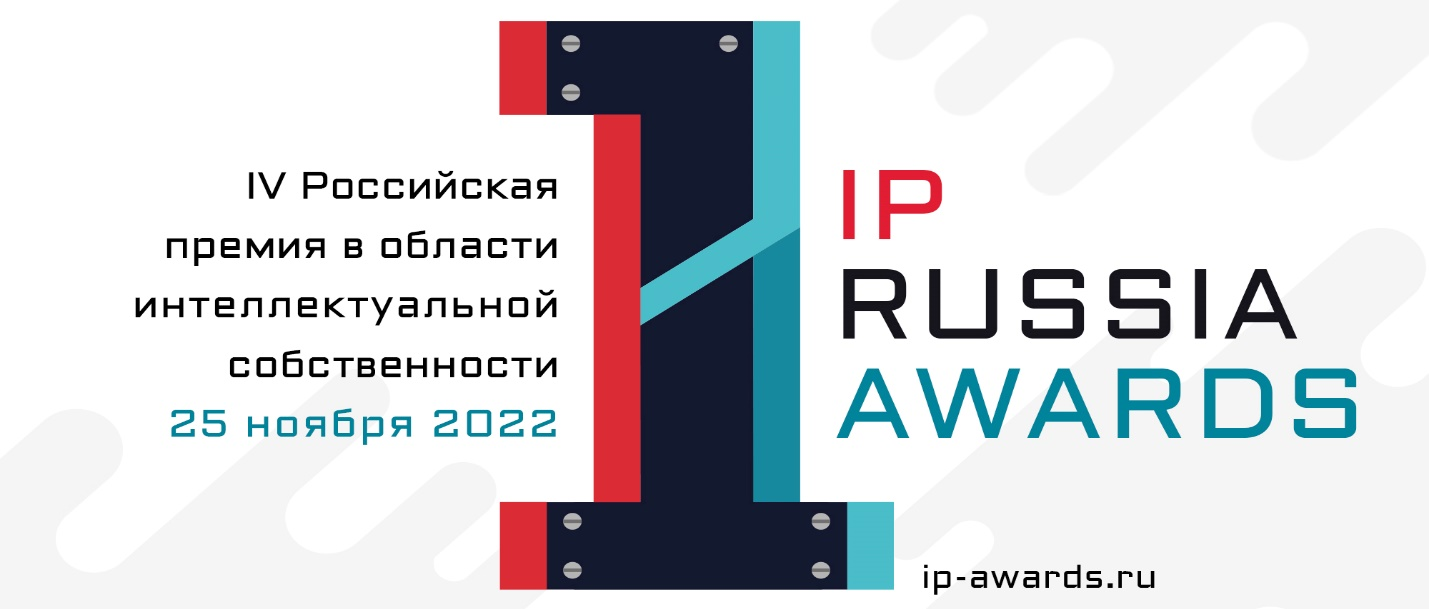 IV Российская
премия в области
интеллектуальной
собственности
25 ноября 2022
IP
RUSSIA
AWARDS
ip-awards.ru